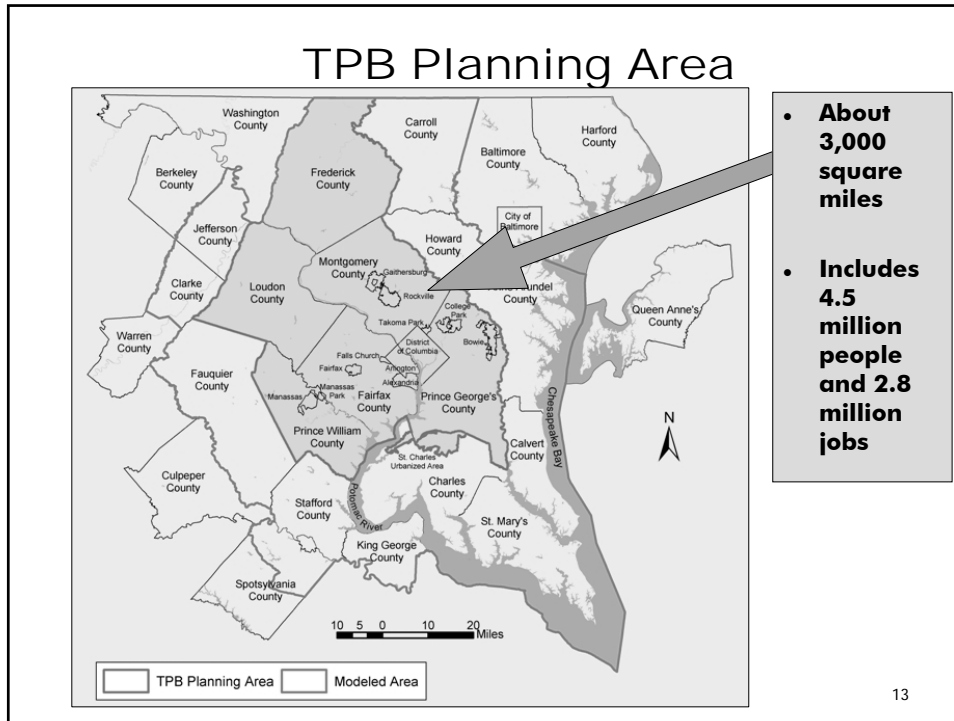 TPB Planning Area
Washington
County
Carroll
County
Harford
County
Baltimore
County
Berkeley
County
Frederick
County
City of
Baltimore
Jefferson
County
Howard
County
Montgomery
County
Gaithersburg
Clarke
County
Loudon
County
Rockville
Arundel
County
College
Park
Queen Anne's
County
Takoma Park
Warren
County
District
of Columbia
Bowie
Falls Church
Fauquier
County
Fairfax
Arlington
Alexandria
Manassas
Park
Manassas
Fairfax
County
Prince George's
County
Chesapeake Bay
Prince William
County
N
Calvert
County
St. Charles
Urbanized Area
Culpeper
County
Charles
County
Stafford
County
Potomac River
St. Mary's
County
King George
County
Spotsylvania
County
10 5 0 10 20
Miles
TPB Planning Area
Modeled Area
• About
3,000
square
miles
• Includes
4.5
million
people
and 2.8
million
jobs
13